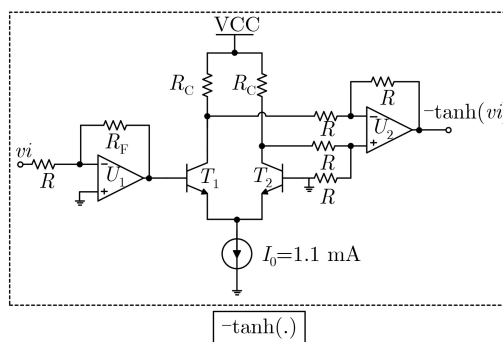 VCC
R_C
R_C
R
-tanh(vi
R
U_2
vi
R_F
R
R
U_1
T_1
T_2
R
I_0=1.1 mA
-tanh(.)